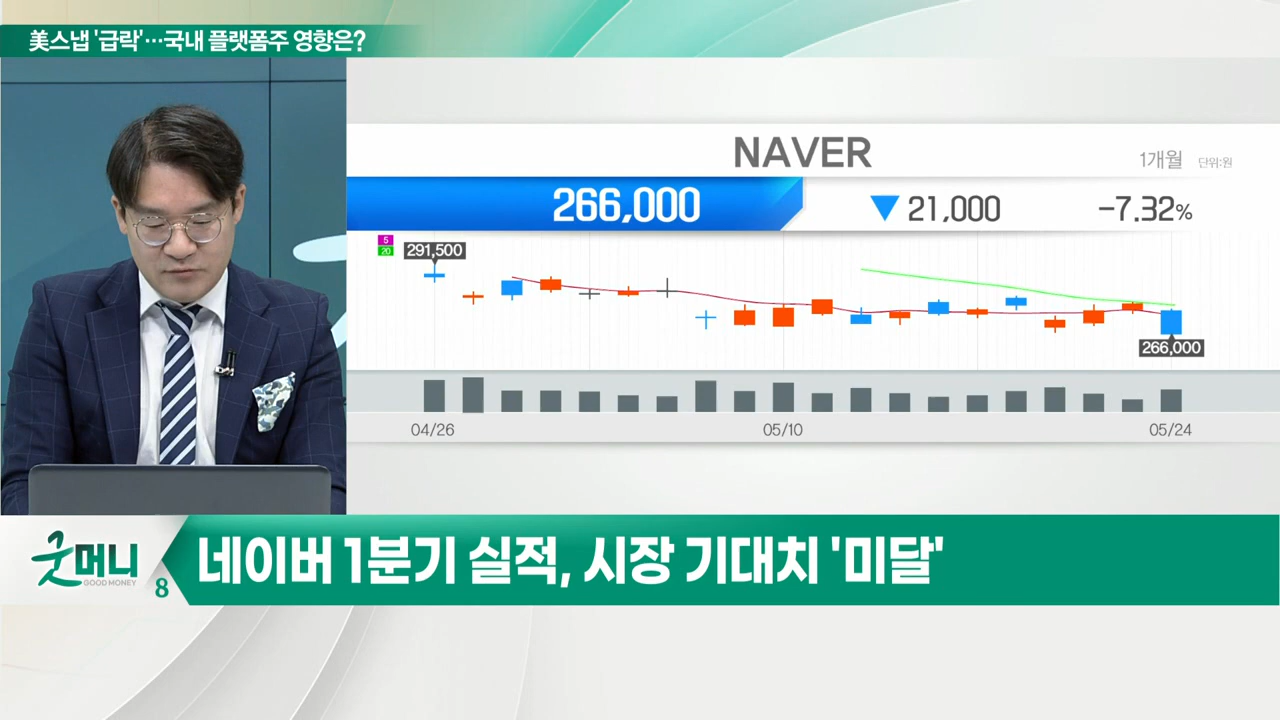 美스냅 '급락'…국내 플랫폼주 영향은?
NAVER
1개월 단위:원
266,000 ▼ 21,000 -7.32%
5
20
291,500
266,000
04/26 05/10 05/24
굿머니
GOOD MONEY
8
네이버 1분기 실적, 시장 기대치 '미달'